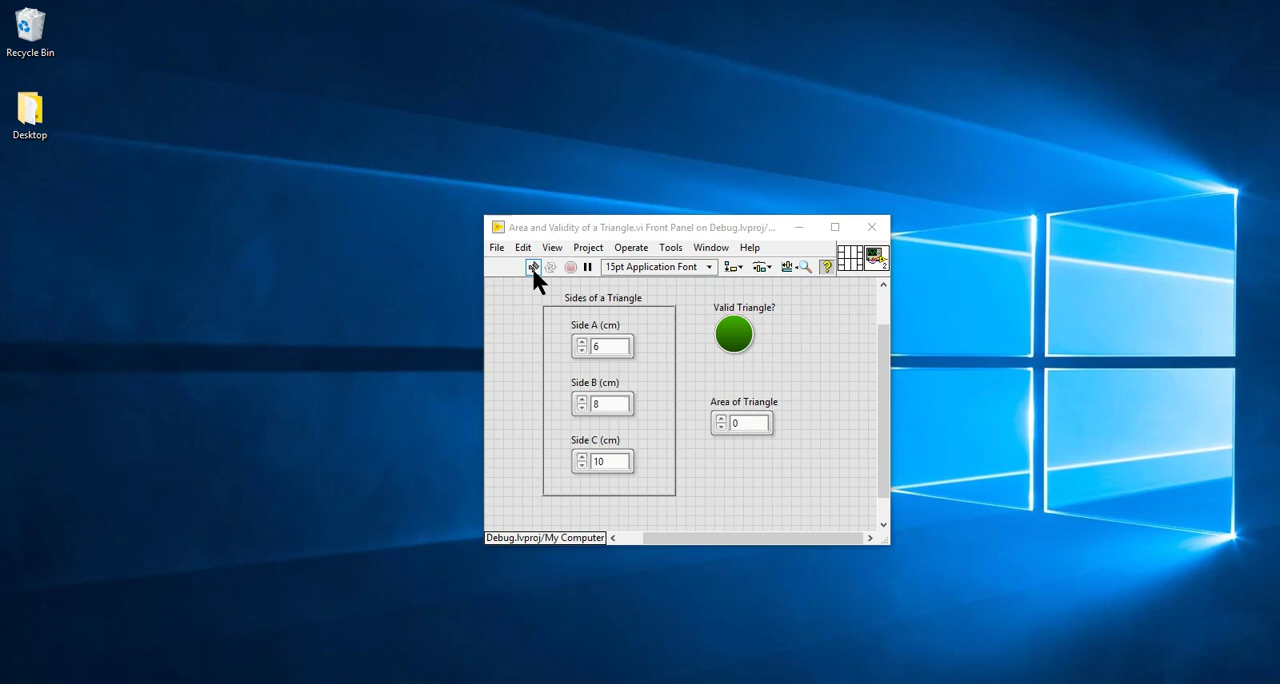 Recycle Bin
Desktop
Area and Validity of a Triangle.vi Front Panel on Debug.lvproj/...
File Edit View Project Operate Tools Window Help
15pt Application Font
?
2
Sides of a Triangle
Side A (cm)
6
Side B (cm)
8
Side C (cm)
10
Valid Triangle?
Area of Triangle
0
Debug.lvproj/My Computer